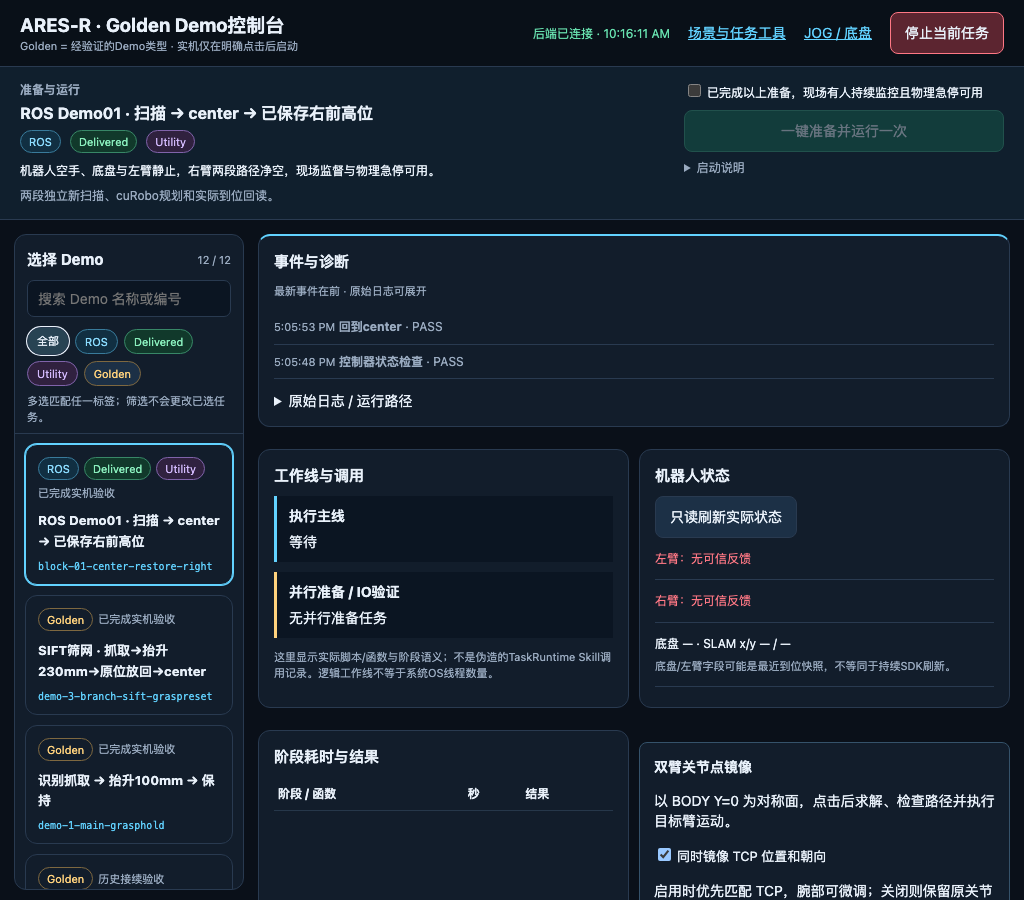 ARES-R · Golden Demo控制台
Golden = 经验证的Demo类型 · 实机仅在明确点击后启动
后端已连接 · 10:16:11 AM
场景与任务工具
JOG / 底盘
停止当前任务
准备与运行
ROS Demo01 · 扫描 → center → 已保存右前高位
ROS
Delivered
Utility
机器人空手、底盘与左臂静止，右臂两段路径净空，现场监督与物理急停可用。
两段独立新扫描、cuRobo规划和实际到位回读。
已完成以上准备，现场有人持续监控且物理急停可用
一键准备并运行一次
启动说明
选择 Demo
12 / 12
搜索 Demo 名称或编号
全部
ROS
Delivered
Utility
Golden
多选匹配任一标签；筛选不会更改已选任
务。
ROS
Delivered
Utility
已完成实机验收
ROS Demo01 · 扫描 → center
→ 已保存右前高位
block-01-center-restore-right
Golden
已完成实机验收
SIFT筛网 · 抓取→抬升
230mm→原位放回→center
demo-3-branch-sift-graspreset
Golden
已完成实机验收
识别抓取 → 抬升100mm → 保
持
demo-1-main-grasphold
Golden
历史接续验收
事件与诊断
最新事件在前 · 原始日志可展开
5:05:53 PM 回到center · PASS
5:05:48 PM 控制器状态检查 · PASS
原始日志 / 运行路径
工作线与调用
执行主线
等待
并行准备 / IO验证
无并行准备任务
这里显示实际脚本/函数与阶段语义；不是伪造的TaskRuntime Skill调
用记录。逻辑工作线不等于系统OS线程数量。
机器人状态
只读刷新实际状态
左臂：无可信反馈
右臂：无可信反馈
底盘 — · SLAM x/y — / —
底盘/左臂字段可能是最近到位快照，不等同于持续SDK刷新。
阶段耗时与结果
阶段 / 函数
秒
结果
双臂关节点镜像
以 BODY Y=0 为对称面，点击后求解、检查路径并执行
目标臂运动。
同时镜像 TCP 位置和朝向
启用时优先匹配 TCP，腕部可微调；关闭则保留原关节